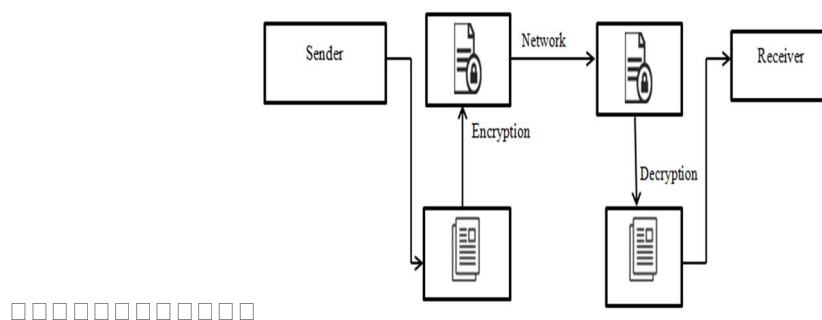 Sender
Network
Receiver
Encryption
Decryption